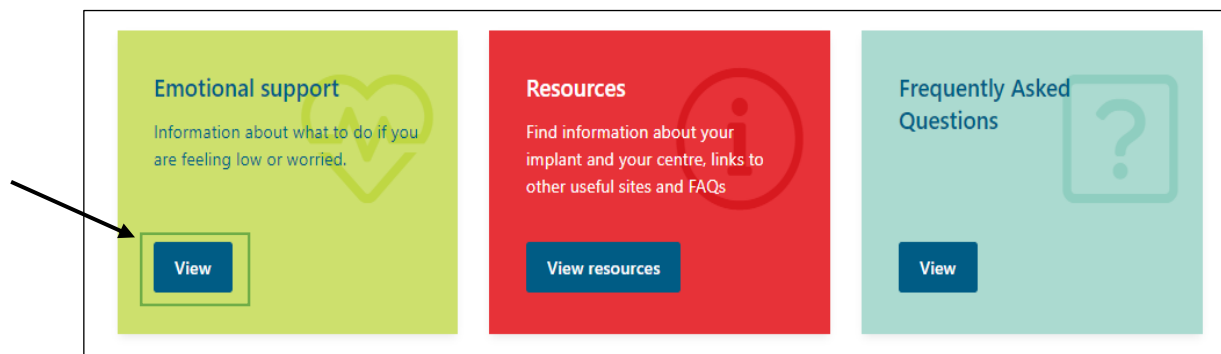 Emotional support
Information about what to do if you
are feeling low or worried.
View
Resources
Find information about your
implant and your centre, links to
other useful sites and FAQs
View resources
Frequently Asked
Questions
View